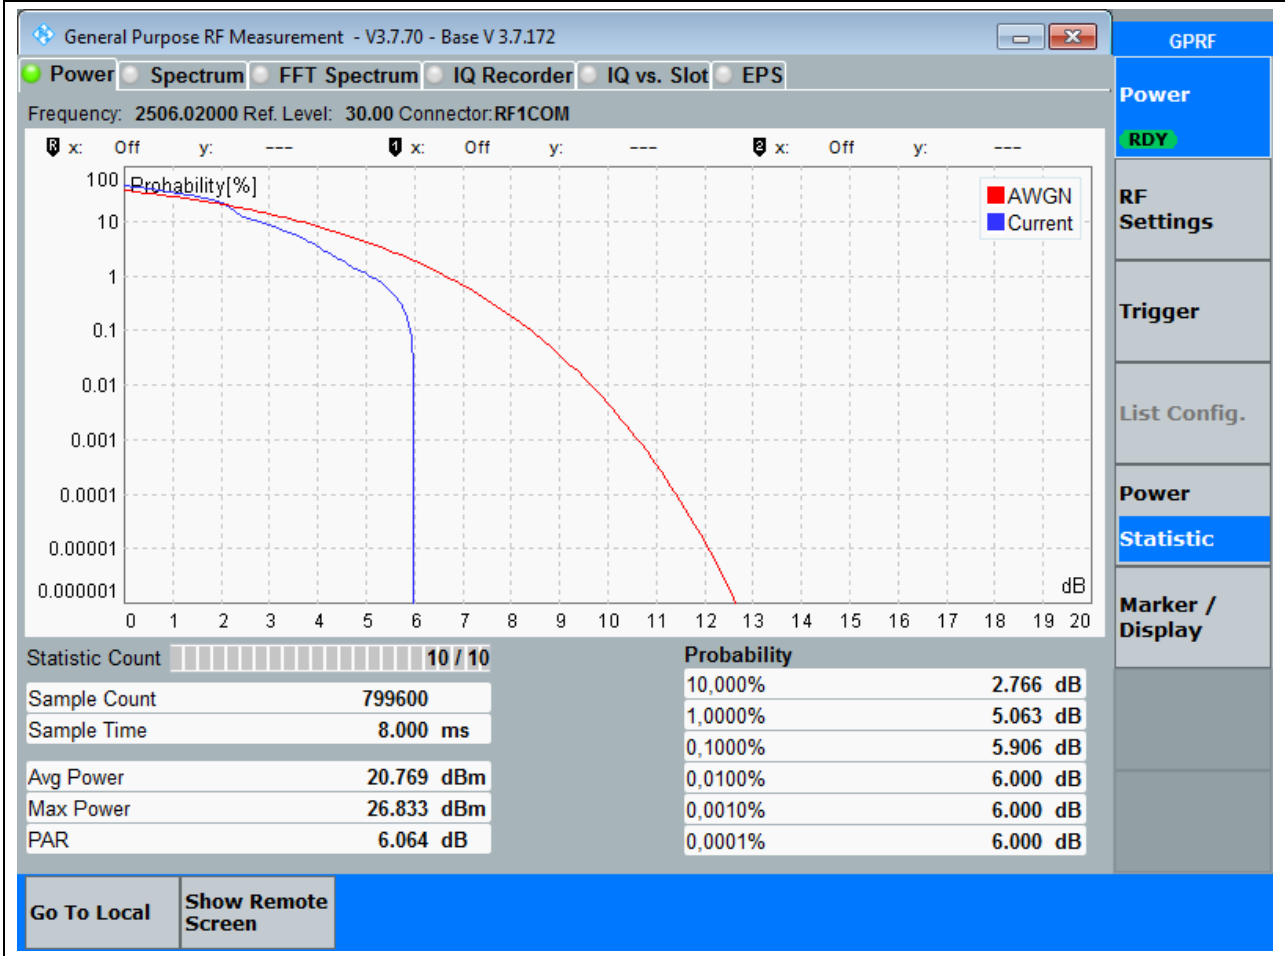 General Purpose RF Measurement - V3.7.70 - Base V 3.7.172
GPRF
Power Spectrum FFT Spectrum IQ Recorder IQ vs. Slot EPS
Frequency: 2506.02000 Ref. Level: 30.00 Connector:RF1COM
R x: Off y: --- 1 x: Off y: --- 2 x: Off y: ---
Probability[%]
100
10
1
0.1
0.01
0.001
0.0001
0.00001
0.000001
AWGN
Current
dB
0 1 2 3 4 5 6 7 8 9 10 11 12 13 14 15 16 17 18 19 20
Statistic Count 10 / 10
Sample Count 799600
Sample Time 8.000 ms
Avg Power 20.769 dBm
Max Power 26.833 dBm
PAR 6.064 dB
Probability
10,000% 2.766 dB
1,0000% 5.063 dB
0,1000% 5.906 dB
0,0100% 6.000 dB
0,0010% 6.000 dB
0,0001% 6.000 dB
Power
RDY
RF
Settings
Trigger
List Config.
Power
Statistic
Marker /
Display
Go To Local
Show Remote
Screen